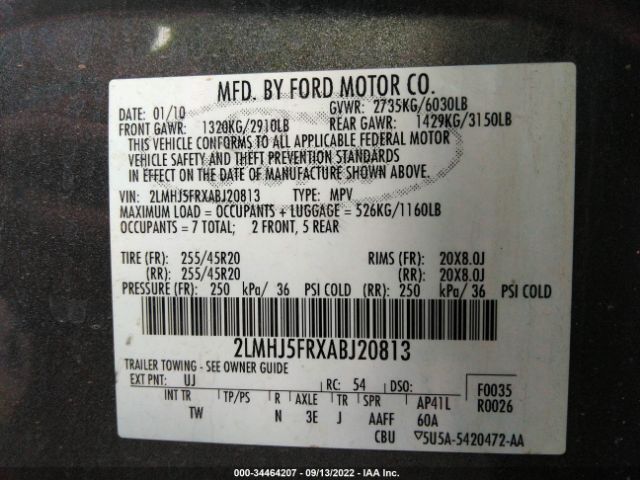 MFD. BY FORD MOTOR CO.
DATE: 01/10 GVWR: 2735KG/6030LB
FRONT GAWR: 1320KG/2910LB REAR GAWR: 1429KG/3150LB
THIS VEHICLE CONFORMS TO ALL APPLICABLE FEDERAL MOTOR
VEHICLE SAFETY AND THEFT PREVENTION STANDARDS
IN EFFECT ON THE DATE OF MANUFACTURE SHOWN ABOVE.
VIN: 2LMHJ5FRXABJ20813 TYPE: MPV
MAXIMUM LOAD = OCCUPANTS + LUGGAGE = 526KG/1160LB
OCCUPANTS = 7 TOTAL; 2 FRONT, 5 REAR
TIRE (FR): 255/45R20 RIMS (FR): 20X8.0J
(RR): 255/45R20 (RR): 20X8.0J
PRESSURE (FR): 250 kPa/ 36 PSI COLD (RR): 250 kPa/ 36 PSI COLD
2LMHJ5FRXABJ20813
TRAILER TOWING - SEE OWNER GUIDE
EXT PNT: UJ RC: 54 DSO: F0035
INT TR TP/PS R AXLE TR SPR AP41L R0026
TW N 3E J AAFF 60A
CBU 5U5A-5420472-AA
000-34464207 - 09/13/2022 - IAA Inc.